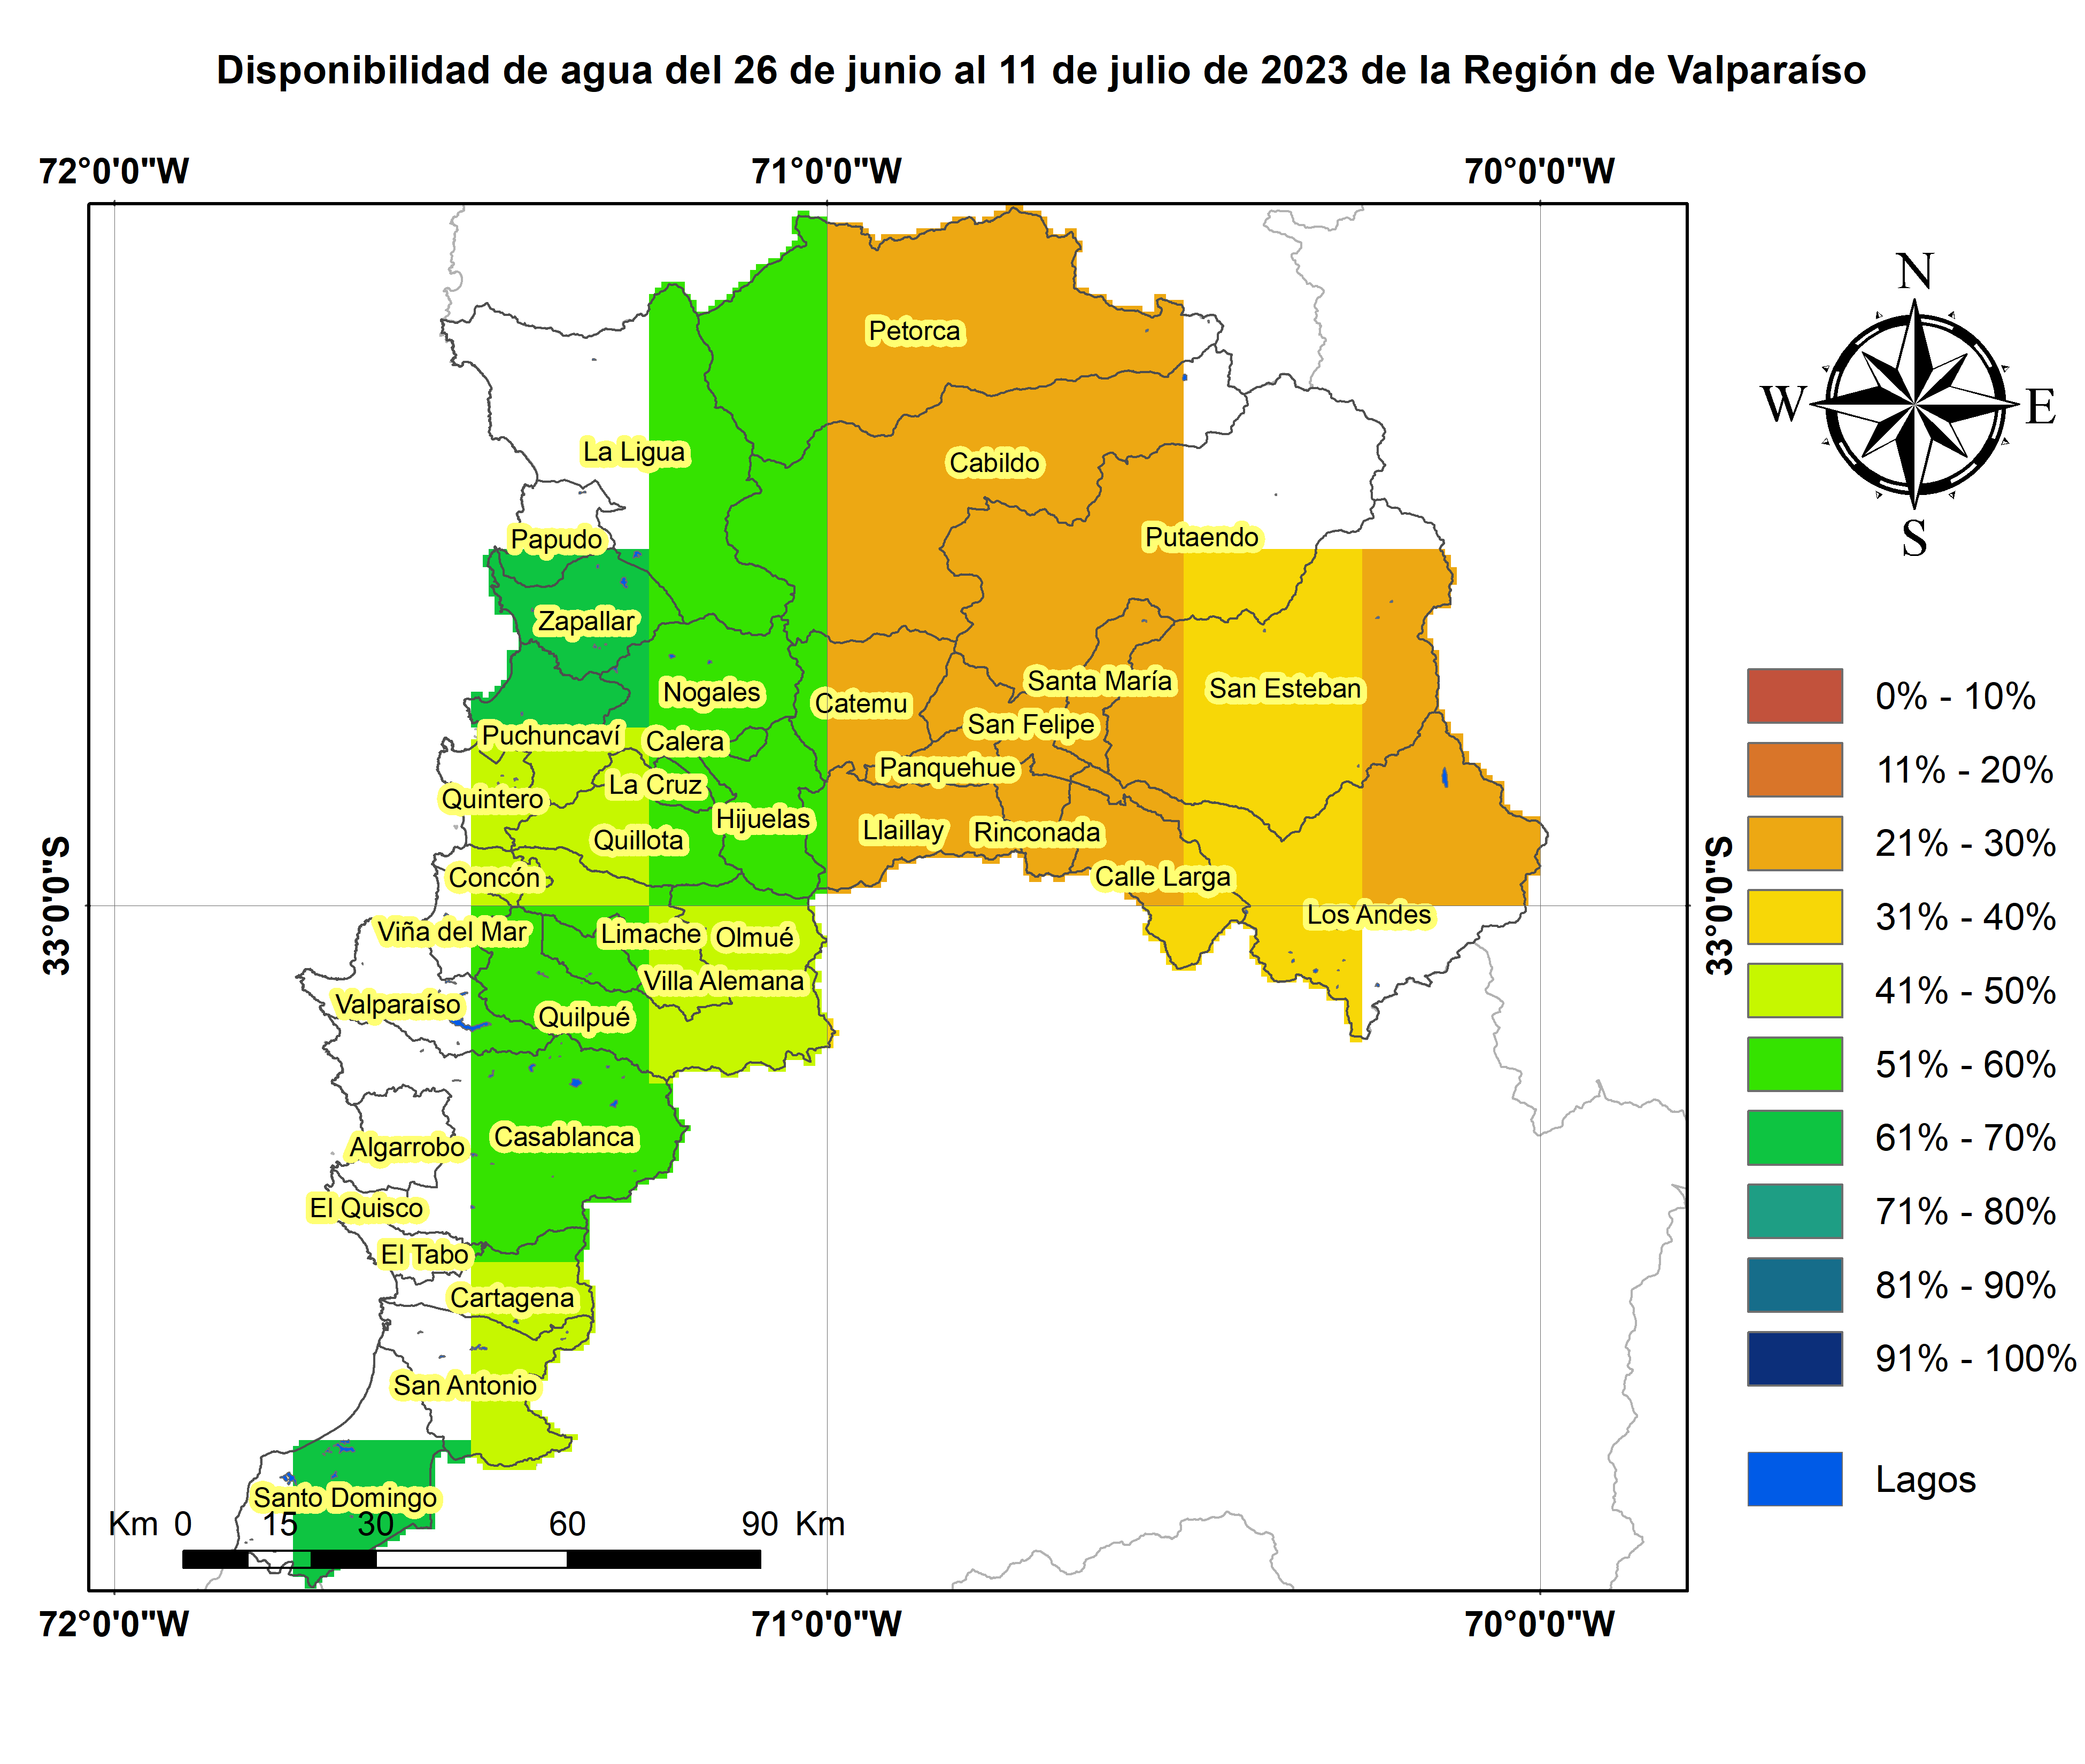 Disponibilidad de agua del 26 de junio al 11 de julio de 2023 de la Región de Valparaíso
72°0'0"W
71°0'0"W
70°0'0"W
N
W
E
S
Petorca
La Ligua
Cabildo
Papudo
Putaendo
Zapallar
Nogales
Catemu
Santa María
San Esteban
San Felipe
Puchuncaví
Calera
Panquehue
La Cruz
Quintero
Hijuelas
Quillota
Llaillay
Rinconada
Concón
Calle Larga
Los Andes
Viña del Mar
Limache
Olmué
Villa Alemana
Valparaíso
Quilpué
Casablanca
Algarrobo
El Quisco
El Tabo
Cartagena
San Antonio
Santo Domingo
33°0'0"S
33°0'0"S
0% - 10%
11% - 20%
21% - 30%
31% - 40%
41% - 50%
51% - 60%
61% - 70%
71% - 80%
81% - 90%
91% - 100%
Lagos
Km 0 15 30 60 90 Km
72°0'0"W
71°0'0"W
70°0'0"W